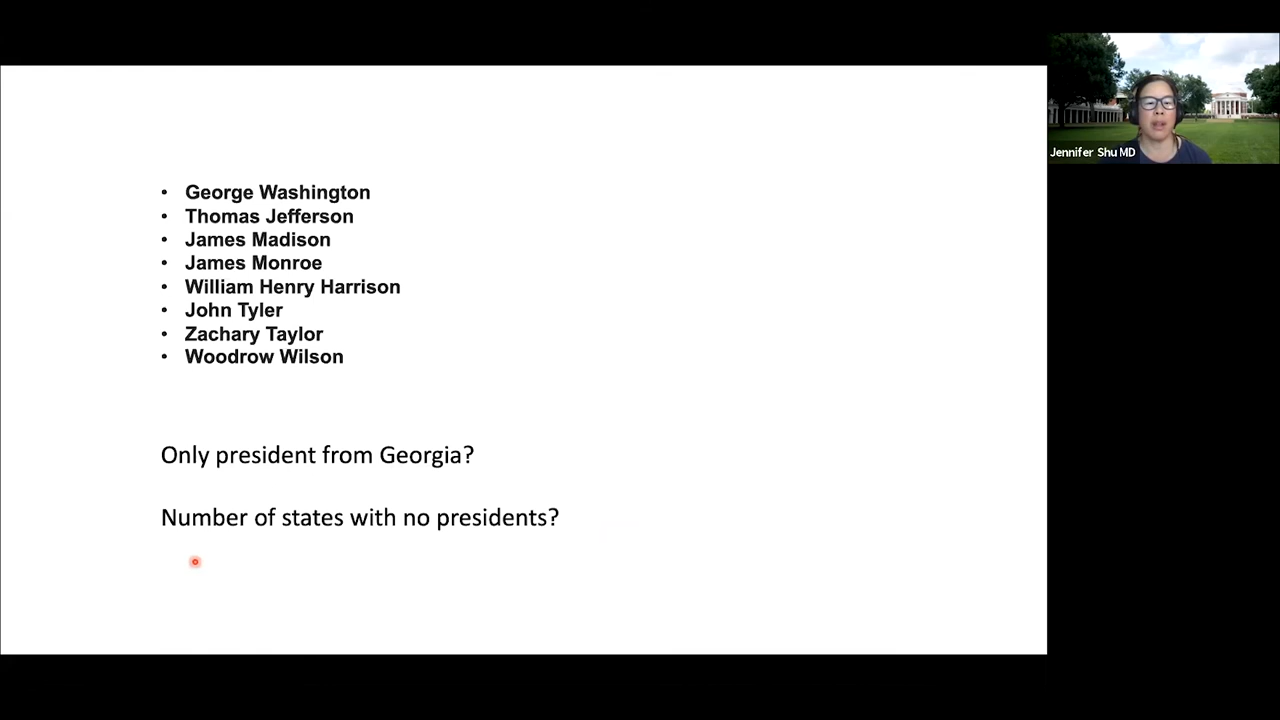 • George Washington
• Thomas Jefferson
• James Madison
• James Monroe
• William Henry Harrison
• John Tyler
• Zachary Taylor
• Woodrow Wilson
Only president from Georgia?
Number of states with no presidents?
Jennifer Shu MD